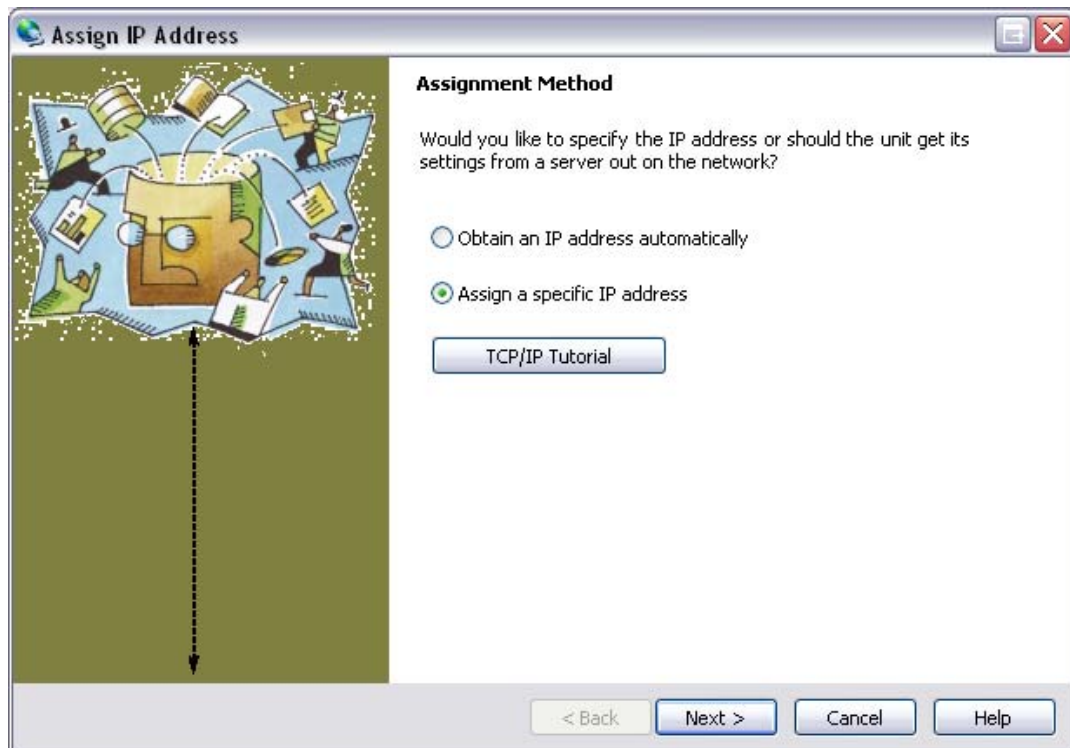 Assign IP Address
Assignment Method
Would you like to specify the IP address or should the unit get its
settings from a server out on the network?
Obtain an IP address automatically
Assign a specific IP address
TCP/IP Tutorial
< Back
Next >
Cancel
Help